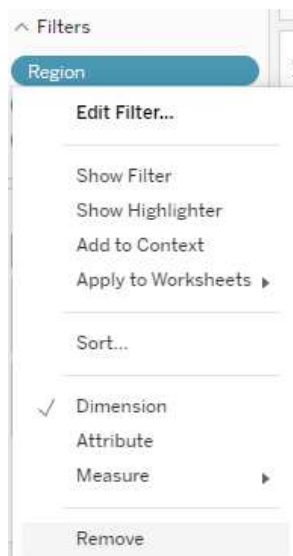 Filters
Region
Edit Filter...
Show Filter
Show Highlighter
Add to Context
Apply to Worksheets
Sort...
Dimension
Attribute
Measure
Remove